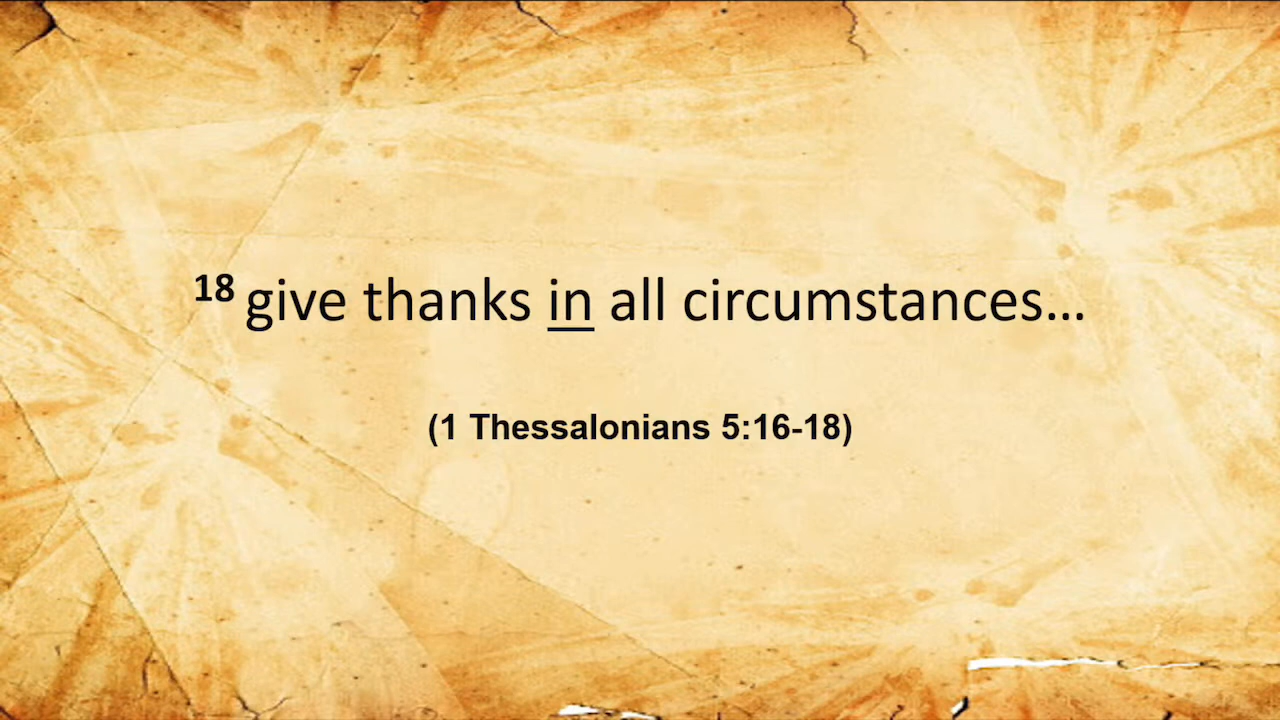 18 give thanks in all circumstances…
(1 Thessalonians 5:16-18)